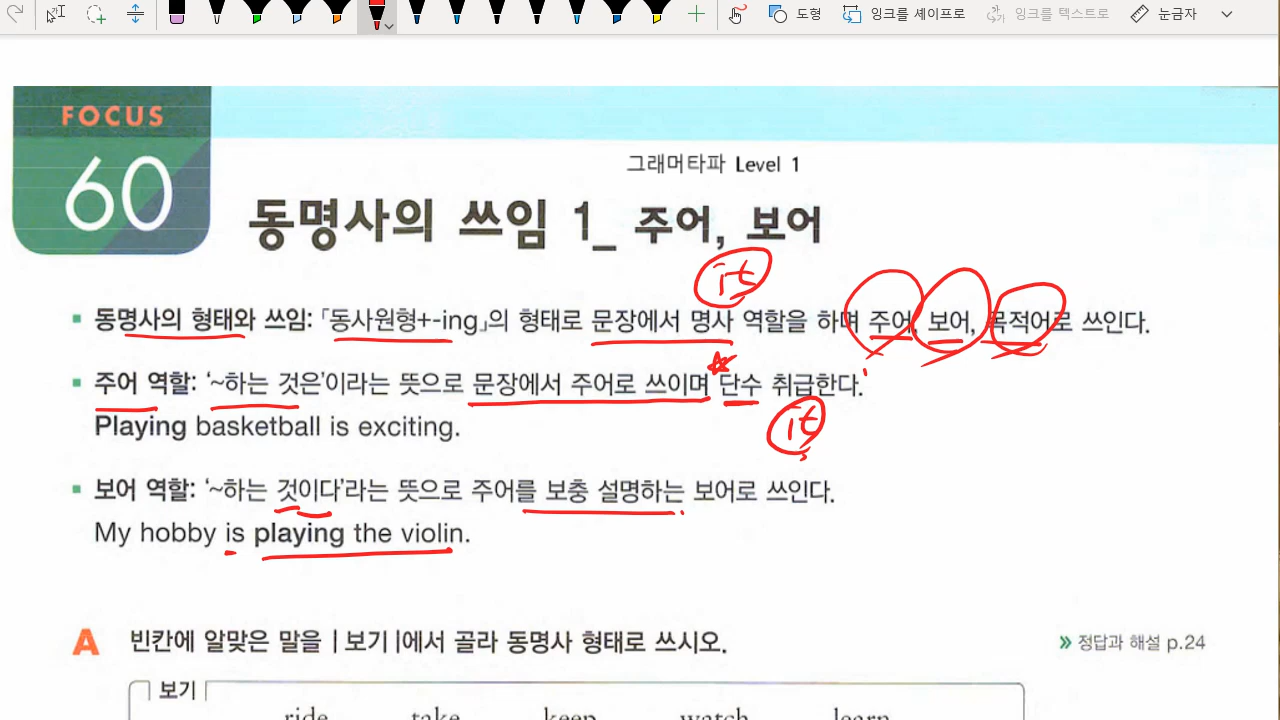 도형 잉크를 셰이프로 잉크를 텍스트로 눈금자
FOCUS
60
그래머타파 Level 1
동명사의 쓰임 1_ 주어, 보어
it
▪ 동명사의 형태와 쓰임: 「동사원형+-ing」의 형태로 문장에서 명사 역할을 하며 주어, 보어, 목적어로 쓰인다.
▪ 주어 역할: ‘~하는 것은’이라는 뜻으로 문장에서 주어로 쓰이며 단수 취급한다.
it
Playing basketball is exciting.
▪ 보어 역할: ‘~하는 것이다’라는 뜻으로 주어를 보충 설명하는 보어로 쓰인다.
My hobby is playing the violin.
A 빈칸에 알맞은 말을 |보기|에서 골라 동명사 형태로 쓰시오.
» 정답과 해설 p.24
보기
ride take keep watch learn